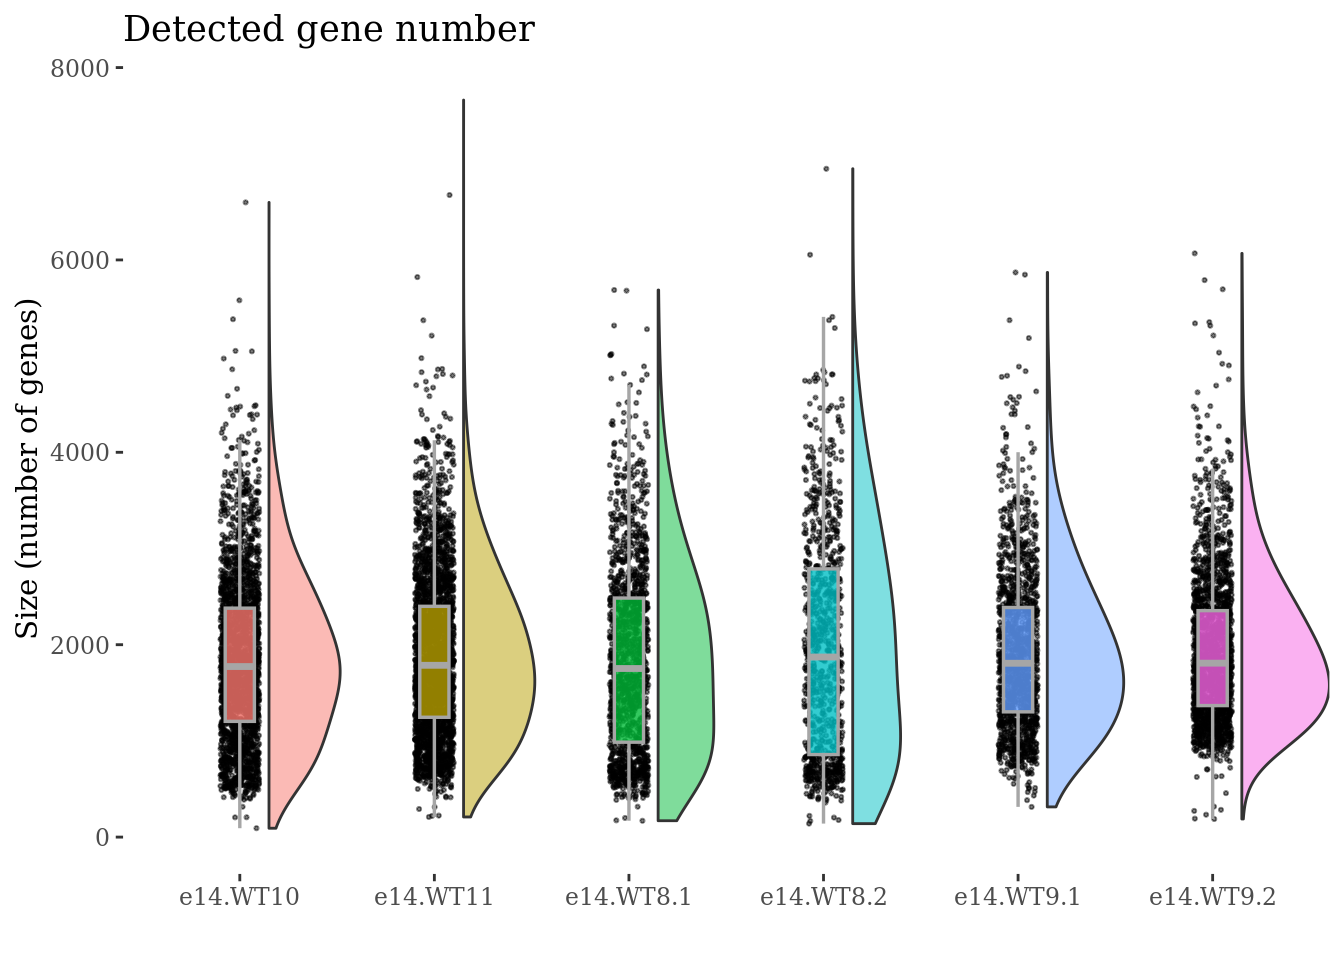 Detected gene number
Size (number of genes)
8000
6000
4000
2000
0
e14.WT10 e14.WT11 e14.WT8.1 e14.WT8.2 e14.WT9.1 e14.WT9.2